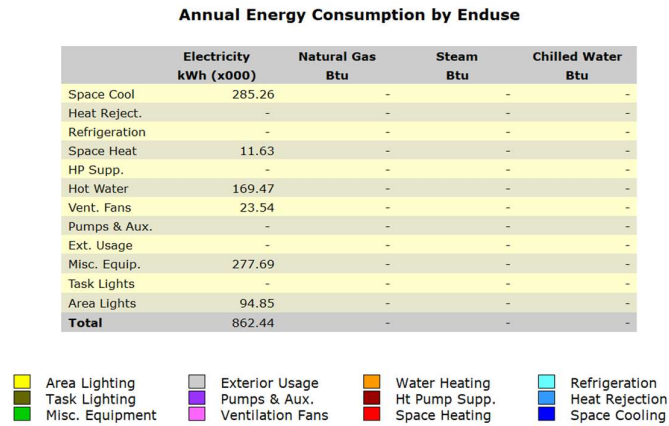 Annual Energy Consumption by Enduse
Electricity Natural Gas Steam Chilled Water
kWh (x000) Btu Btu Btu
Space Cool 285.26 - - -
Heat Reject. - - - -
Refrigeration - - - -
Space Heat 11.63 - - -
HP Supp. - - - -
Hot Water 169.47 - - -
Vent. Fans 23.54 - - -
Pumps & Aux. - - - -
Ext. Usage - - - -
Misc. Equip. 277.69 - - -
Task Lights - - - -
Area Lights 94.85 - - -
Total 862.44 - - -
Area Lighting Exterior Usage Water Heating Refrigeration
Task Lighting Pumps & Aux. Ht Pump Supp. Heat Rejection
Misc. Equipment Ventilation Fans Space Heating Space Cooling